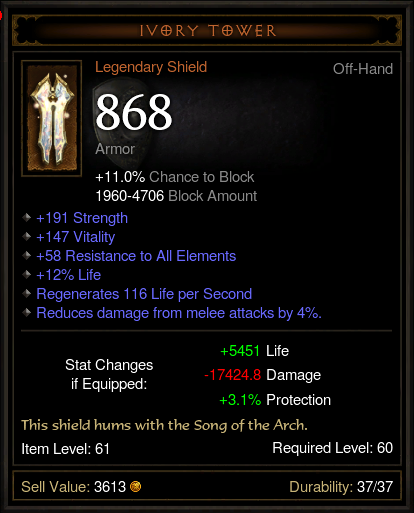 IVORY TOWER
Legendary Shield
Off-Hand
868
Armor
+11.0% Chance to Block
1960-4706 Block Amount
+191 Strength
+147 Vitality
+58 Resistance to All Elements
+12% Life
Regenerates 116 Life per Second
Reduces damage from melee attacks by 4%.
Stat Changes
if Equipped:
+5451 Life
-17424.8 Damage
+3.1% Protection
This shield hums with the Song of the Arch.
Item Level: 61
Required Level: 60
Sell Value: 3613
Durability: 37/37